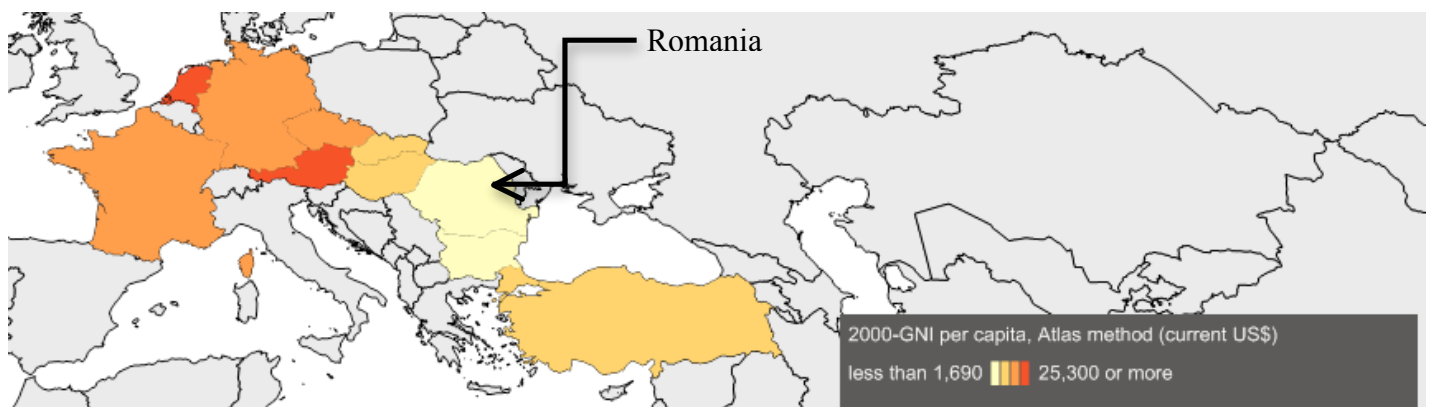 Romania
2000-GNI per capita, Atlas method (current US$)
less than 1,690 25,300 or more